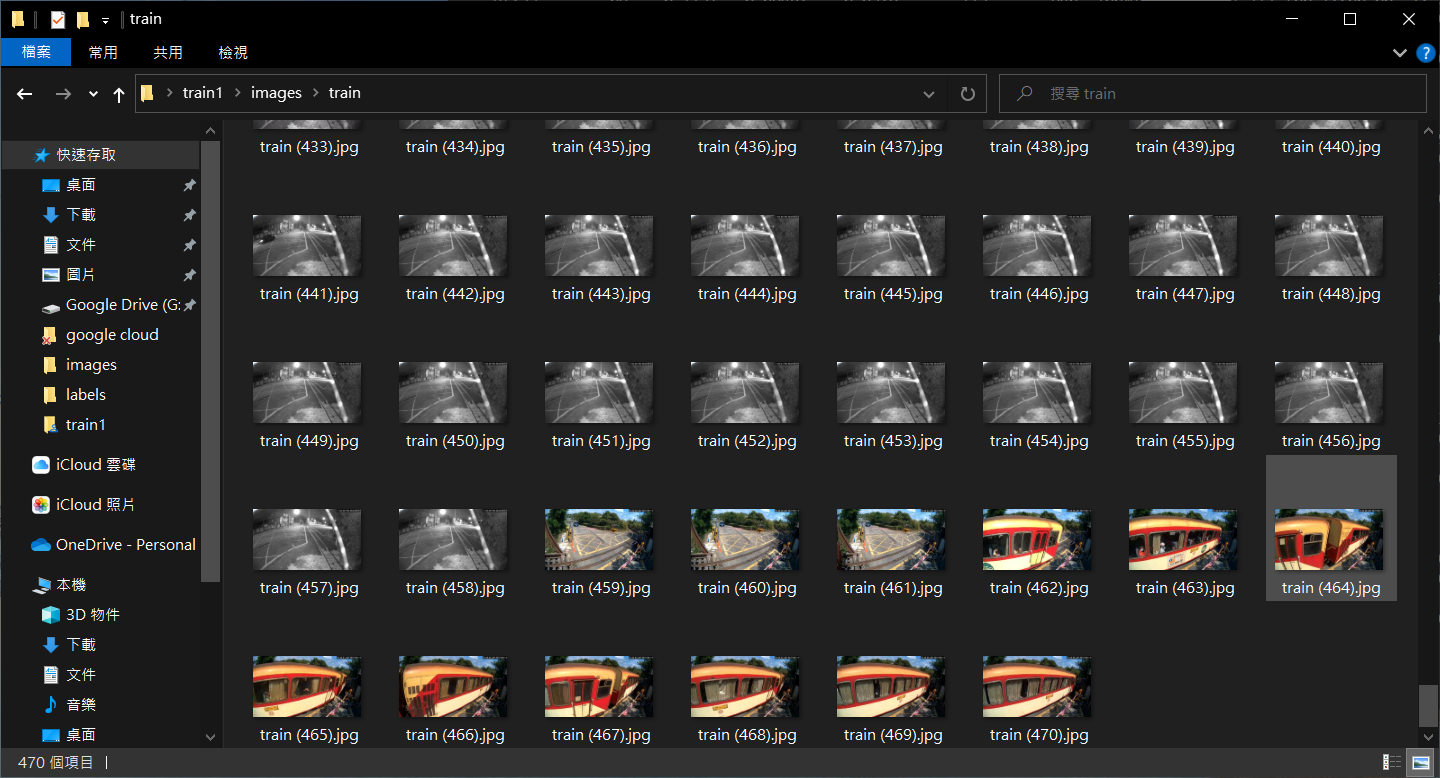 train
檔案 常用 共用 檢視 ?
train1 images train 搜尋 train
快速存取
桌面
下載
文件
圖片
Google Drive (G:
google cloud
images
labels
train1
iCloud 雲碟
iCloud 照片
OneDrive - Personal
本機
3D 物件
下載
文件
音樂
桌面
train (433).jpg train (434).jpg train (435).jpg train (436).jpg train (437).jpg train (438).jpg train (439).jpg train (440).jpg
train (441).jpg train (442).jpg train (443).jpg train (444).jpg train (445).jpg train (446).jpg train (447).jpg train (448).jpg
train (449).jpg train (450).jpg train (451).jpg train (452).jpg train (453).jpg train (454).jpg train (455).jpg train (456).jpg
train (457).jpg train (458).jpg train (459).jpg train (460).jpg train (461).jpg train (462).jpg train (463).jpg train (464).jpg
train (465).jpg train (466).jpg train (467).jpg train (468).jpg train (469).jpg train (470).jpg
470 個項目